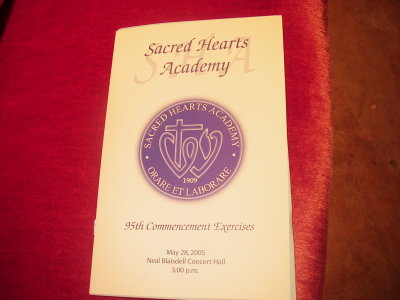 Sacred Hearts
Academy
SHA
SACRED HEARTS ACADEMY
1909
ORARE ET LABORARE
95th Commencement Exercises
May 28, 2005
Neal Blaisdell Concert Hall
3:00 p.m.